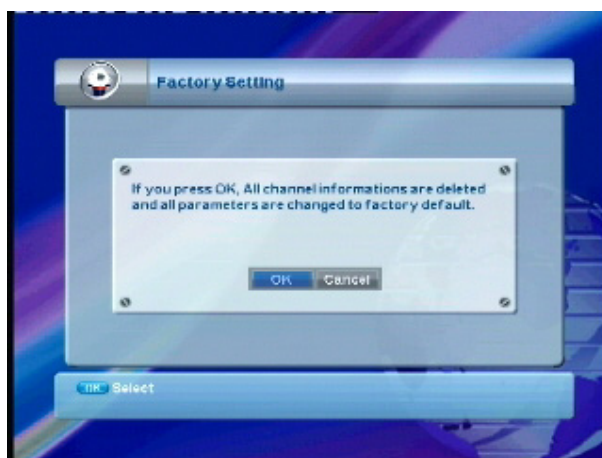 Factory Setting
If you press OK, All channel informations are deleted
and all parameters are changed to factory default.
OK Cancel
OK Select